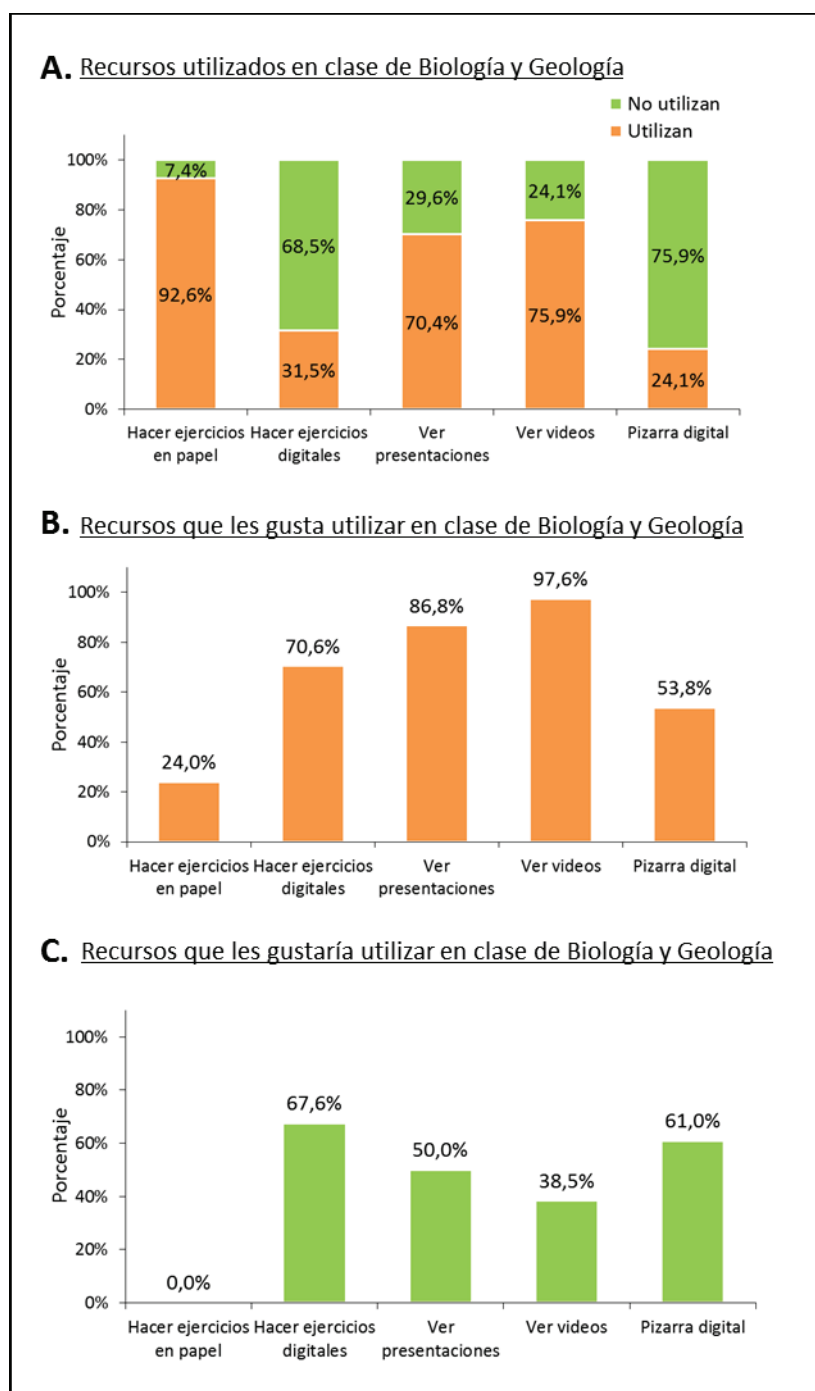 A. Recursos utilizados en clase de Biología y Geología
No utilizan
Utilizan
Porcentaje
100%
80%
60%
40%
20%
0%
7,4%
92,6%
68,5%
31,5%
29,6%
70,4%
24,1%
75,9%
75,9%
24,1%
Hacer ejercicios
en papel
Hacer ejercicios
digitales
Ver
presentaciones
Ver videos
Pizarra digital
B. Recursos que les gusta utilizar en clase de Biología y Geología
Porcentaje
100%
80%
60%
40%
20%
0%
24,0%
70,6%
86,8%
97,6%
53,8%
Hacer ejercicios
en papel
Hacer ejercicios
digitales
Ver
presentaciones
Ver videos
Pizarra digital
C. Recursos que les gustaría utilizar en clase de Biología y Geología
Porcentaje
100%
80%
60%
40%
20%
0%
0,0%
67,6%
50,0%
38,5%
61,0%
Hacer ejercicios
en papel
Hacer ejercicios
digitales
Ver
presentaciones
Ver videos
Pizarra digital